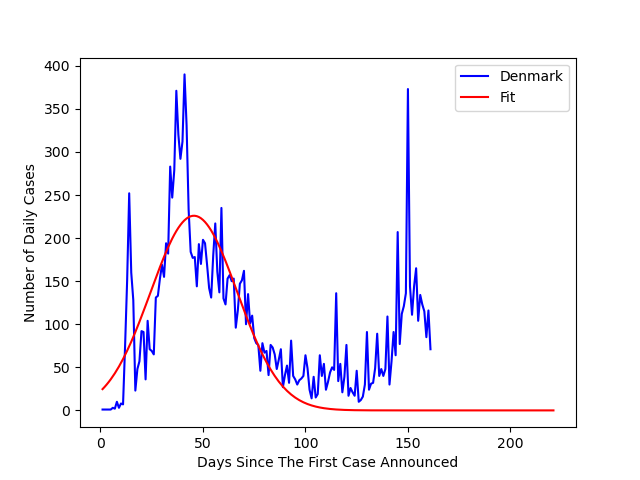 Denmark
Fit
Number of Daily Cases
400
350
300
250
200
150
100
50
0
0 50 100 150 200
Days Since The First Case Announced